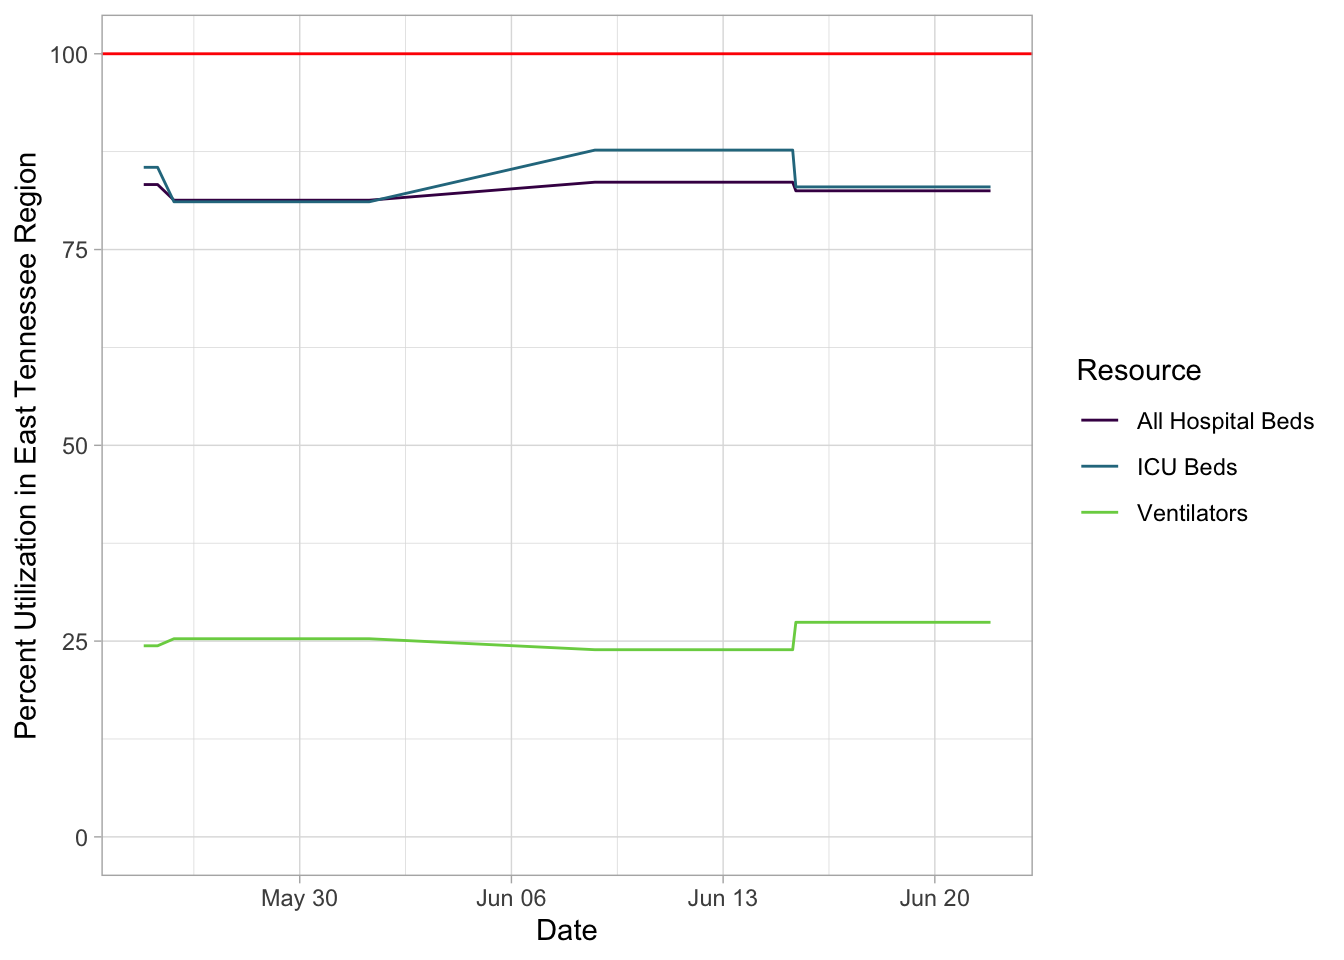 Percent Utilization in East Tennessee Region
100
75
50
25
0
May 30
Jun 06
Jun 13
Jun 20
Date
Resource
All Hospital Beds
ICU Beds
Ventilators